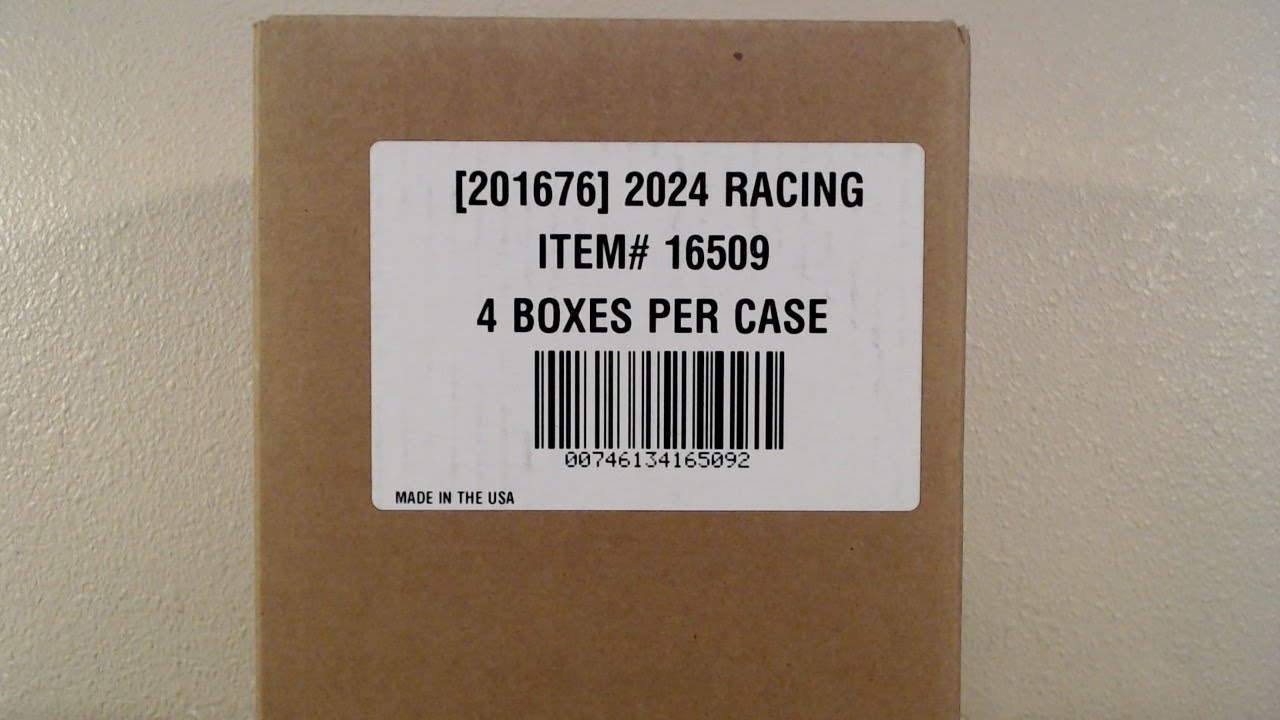 [201676] 2024 RACING
ITEM# 16509
4 BOXES PER CASE
00746134165092
MADE IN THE USA